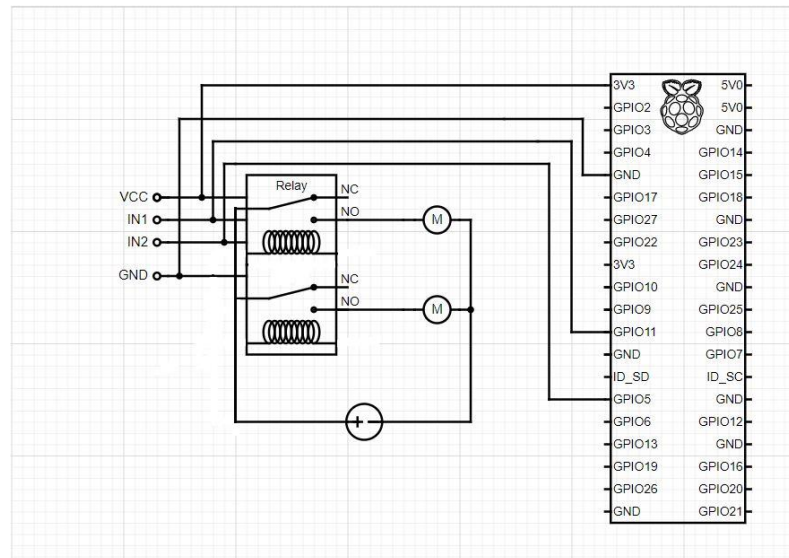 3V3 5V0
GPIO2 5V0
GPIO3 GND
GPIO4 GPIO14
GND GPIO15
GPIO17 GPIO18
GPIO27 GND
GPIO22 GPIO23
3V3 GPIO24
GPIO10 GND
GPIO9 GPIO25
GPIO11 GPIO8
GND GPIO7
ID_SD ID_SC
GPIO5 GND
GPIO6 GPIO12
GPIO13 GND
GPIO19 GPIO16
GPIO26 GPIO20
GND GPIO21
VCC
IN1
IN2
GND
Relay
NC
NO
M
NC
NO
M
+ -